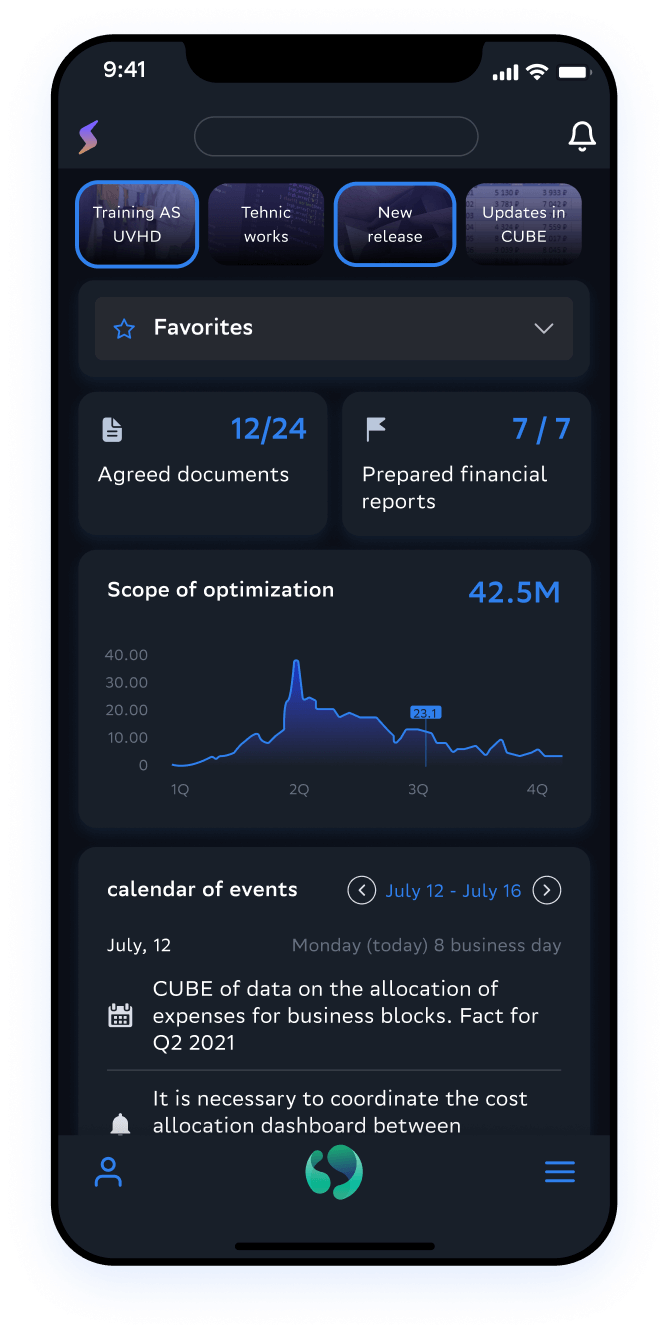 9:41
Training AS
UVHD
Tehnic
works
New
release
Updates in
CUBE
5 130 ₽ 3 993 ₽
Favorites
12/24
Agreed documents
7 / 7
Prepared financial
reports
Scope of optimization
42.5M
40.00
30.00
20.00
10.00
0
23.1
1Q
2Q
3Q
4Q
calendar of events
July 12 - July 16
July, 12
Monday (today) 8 business day
CUBE of data on the allocation of
expenses for business blocks. Fact for
Q2 2021
It is necessary to coordinate the cost
allocation dashboard between